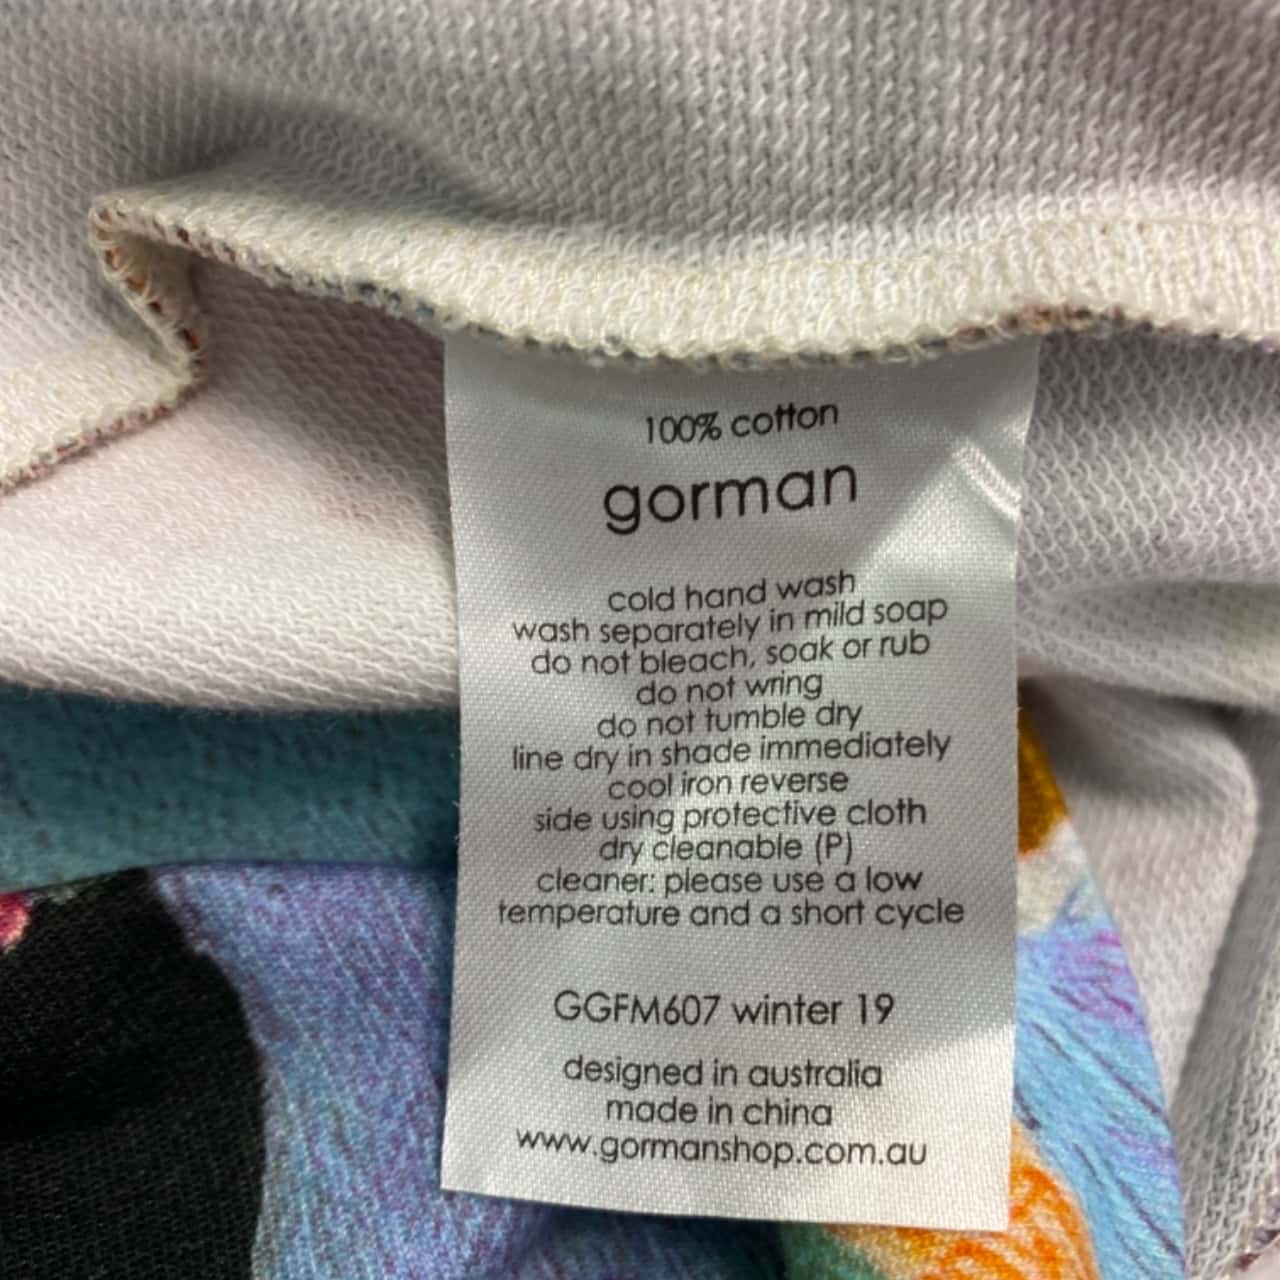 100% cotton
gorman
cold hand wash
wash separately in mild soap
do not bleach, soak or rub
do not wring
do not tumble dry
line dry in shade immediately
cool iron reverse
side using protective cloth
dry cleanable (P)
cleaner: please use a low
temperature and a short cycle
GGFM607 winter 19
designed in australia
made in china
www.gormanshop.com.au